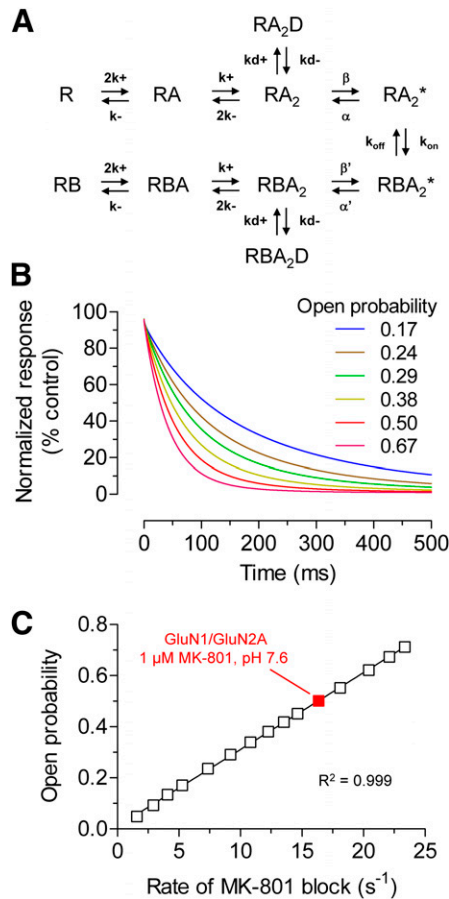 A
RA₂D
kd+ kd-
2k+ k+ β
R RA RA₂ RA₂*
k- 2k- α
k_off k_on
2k+ k+ β'
RB RBA RBA₂ RBA₂*
k- 2k- α'
kd+ kd-
RBA₂D
B
Normalized response
(% control)
100
80
60
40
20
0
Open probability
0.17
0.24
0.29
0.38
0.50
0.67
0 100 200 300 400 500
Time (ms)
C
Open probability
0.8
0.6
0.4
0.2
0.0
GluN1/GluN2A
1 μM MK-801, pH 7.6
R² = 0.999
0 5 10 15 20 25
Rate of MK-801 block (s⁻¹)